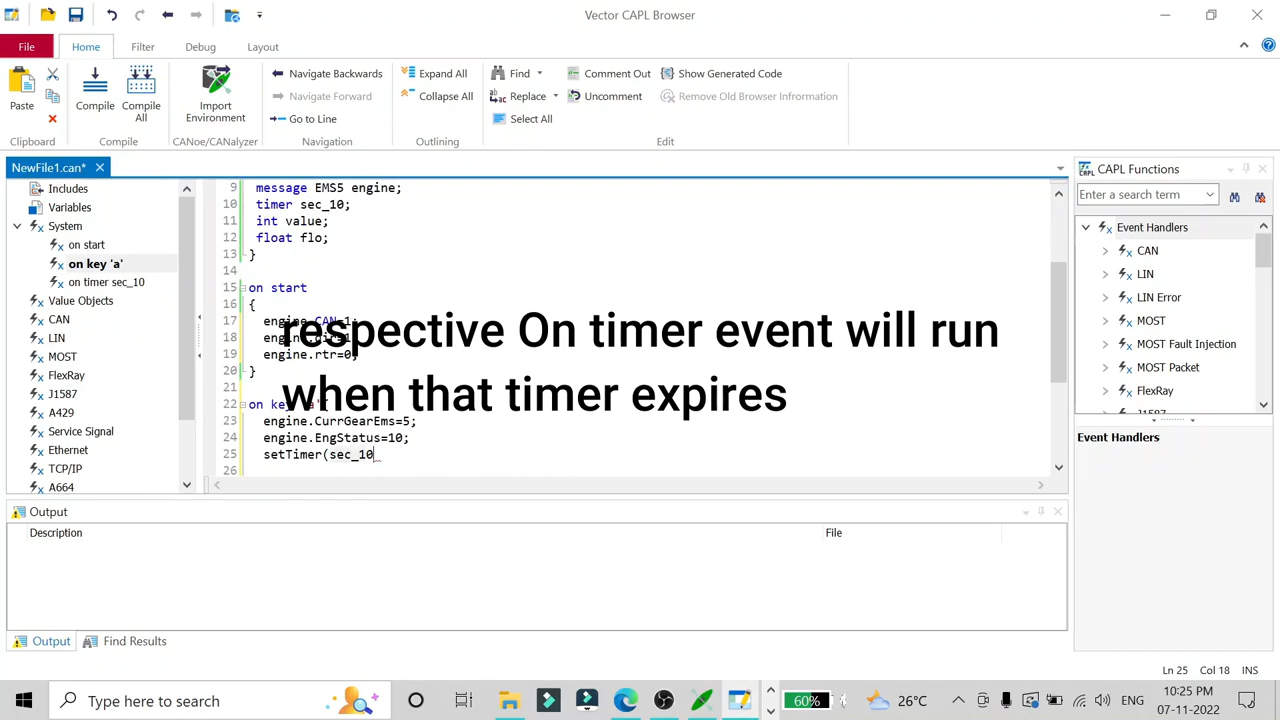 Vector CAPL Browser
File
Home
Filter
Debug
Layout
Paste
Compile
Compile All
Import Environment
Navigate Backwards
Navigate Forward
Go to Line
Expand All
Collapse All
Find
Replace
Select All
Comment Out
Uncomment
Show Generated Code
Remove Old Browser Information
Clipboard
Compile
CANoe/CANalyzer
Navigation
Outlining
Edit
NewFile1.can*
Includes
Variables
System
on start
on key 'a'
on timer sec_10
Value Objects
CAN
LIN
MOST
FlexRay
J1587
A429
Service Signal
Ethernet
TCP/IP
A664
9 message EMS5 engine;
10 timer sec_10;
11 int value;
12 float flo;
13 }
14
15 on start
16 {
17 engine.CAN=1;
18 engine.dir=1
19 engine.rtr=0;
20 }
21
22 on key 'a'{
23 engine.CurrGearEms=5;
24 engine.EngStatus=10;
25 setTimer(sec_10
26
respective On timer event will run
when that timer expires
CAPL Functions
Enter a search term
Event Handlers
CAN
LIN
LIN Error
MOST
MOST Fault Injection
MOST Packet
FlexRay
J1587
Event Handlers
Output
Description
File
Output
Find Results
Ln 25
Col 18
INS
Type here to search
60%
26°C
ENG
10:25 PM
07-11-2022